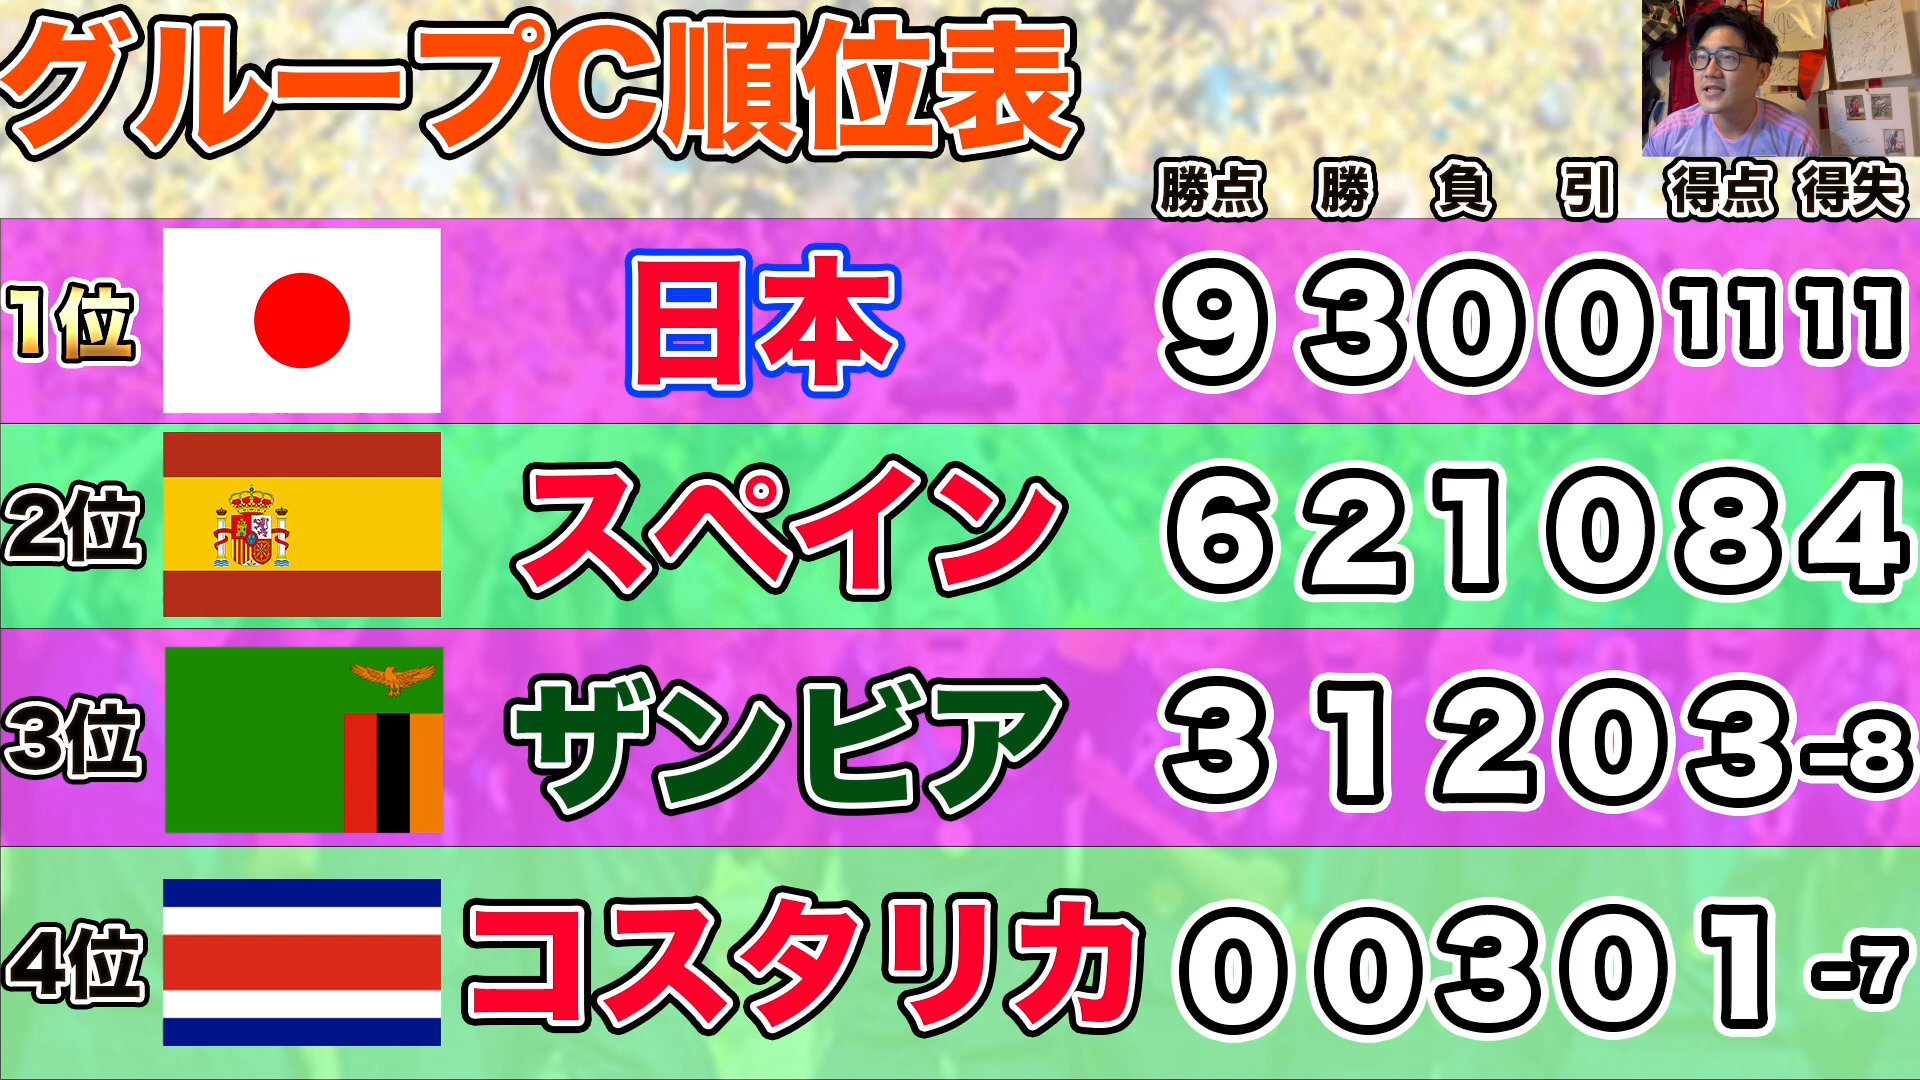 グループC順位表
勝点 勝 負 引 得点 得失
1位 日本 9 3 0 0 11 11
2位 スペイン 6 2 1 0 8 4
3位 ザンビア 3 1 2 0 3 -8
4位 コスタリカ 0 0 3 0 1 -7